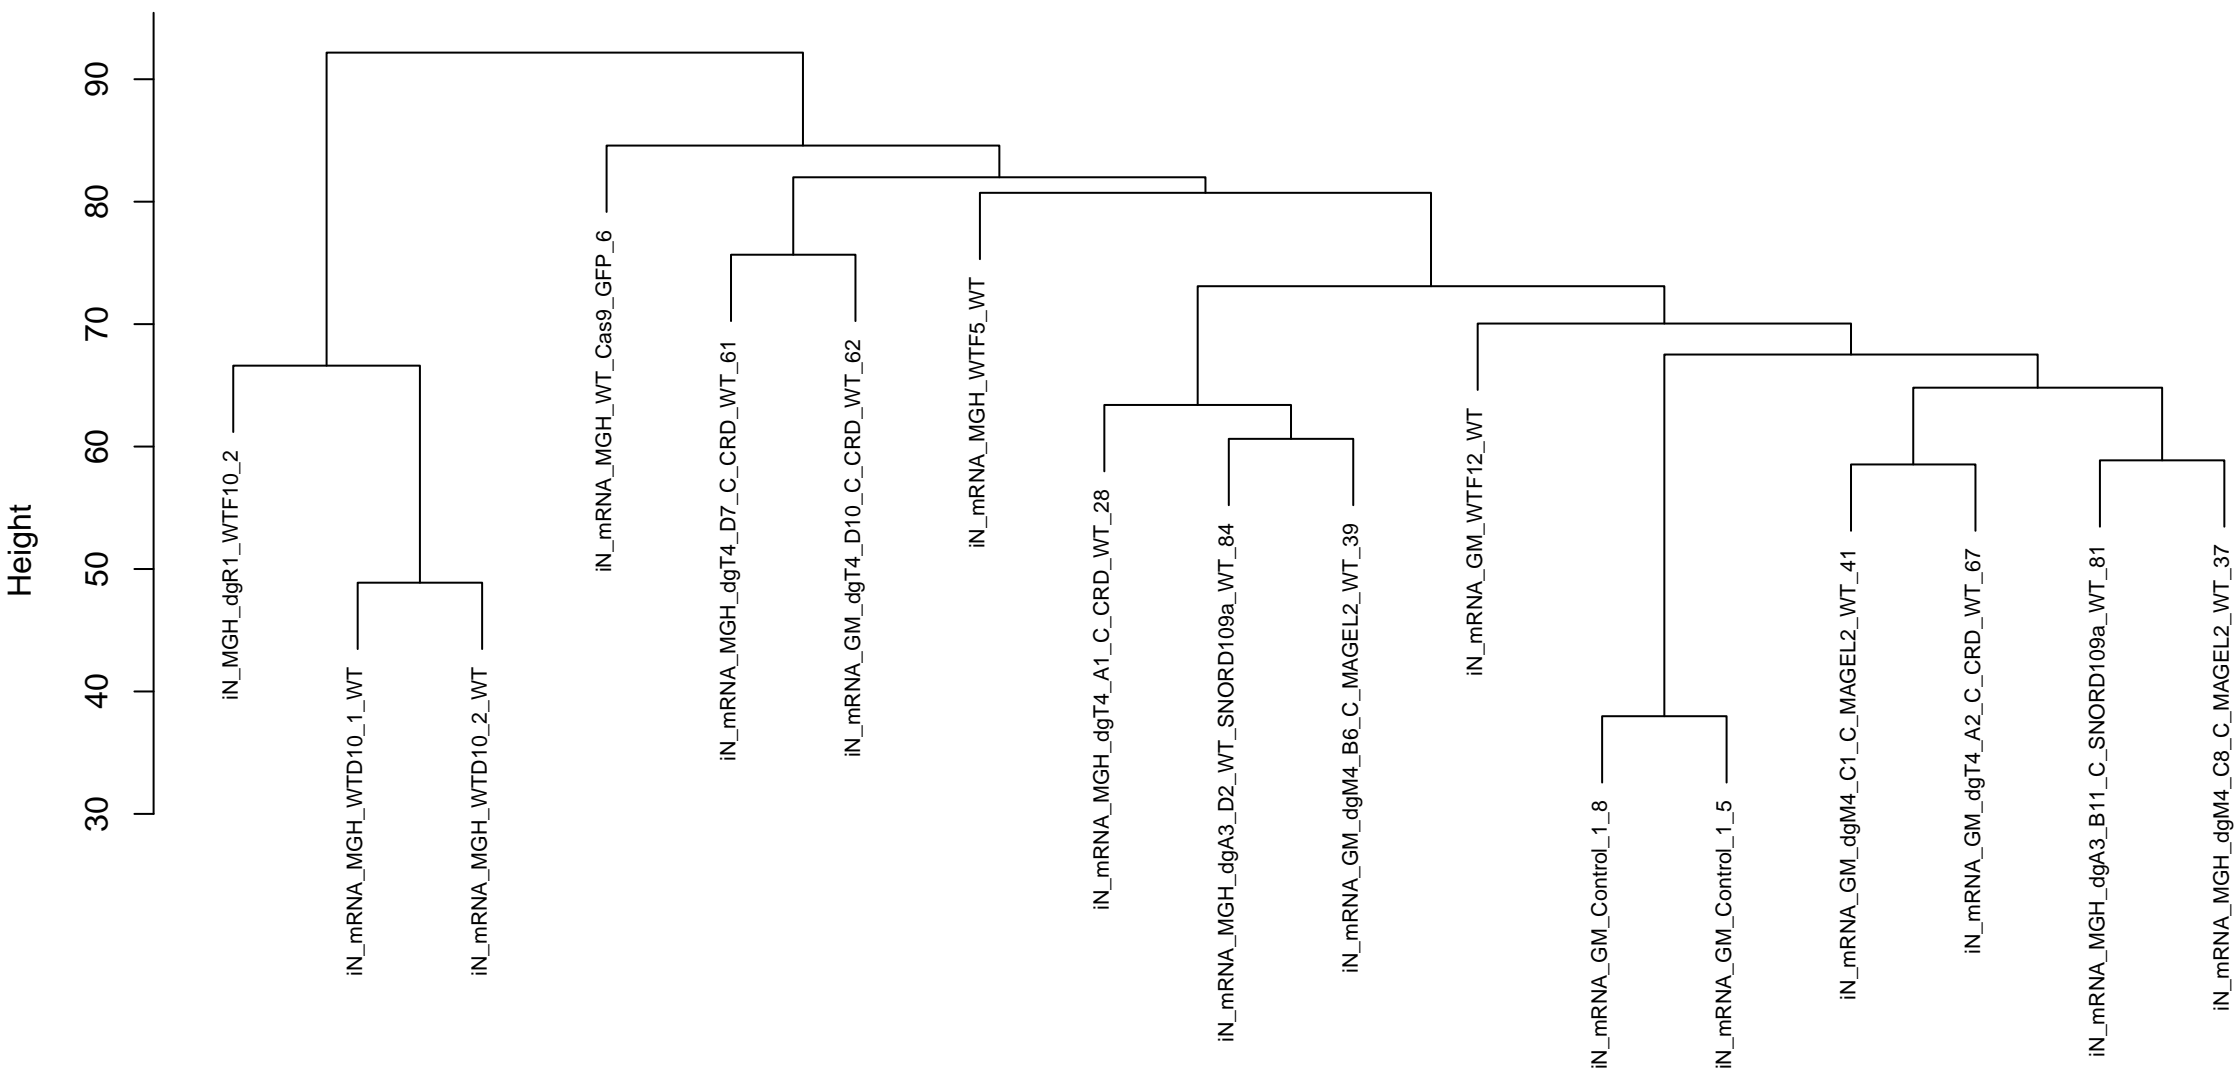 Height
90
80
70
60
50
40
30
iN_MGH_dgR1_WTF10_2
iN_mRNA_MGH_WTD10_1_WT
iN_mRNA_MGH_WTD10_2_WT
iN_mRNA_MGH_WT_Cas9_GFP_6
iN_mRNA_MGH_dgT4_D7_C_CRD_WT_61
iN_mRNA_GM_dgT4_D10_C_CRD_WT_62
iN_mRNA_MGH_WTF5_WT
iN_mRNA_MGH_dgT4_A1_C_CRD_WT_28
iN_mRNA_MGH_dgA3_D2_WT_SNORD109a_WT_84
iN_mRNA_GM_dgM4_B6_C_MAGEL2_WT_39
iN_mRNA_GM_WTF12_WT
iN_mRNA_GM_Control_1_8
iN_mRNA_GM_Control_1_5
iN_mRNA_GM_dgM4_C1_C_MAGEL2_WT_41
iN_mRNA_GM_dgT4_A2_C_CRD_WT_67
iN_mRNA_MGH_dgA3_B11_C_SNORD109a_WT_81
iN_mRNA_MGH_dgM4_C8_C_MAGEL2_WT_37